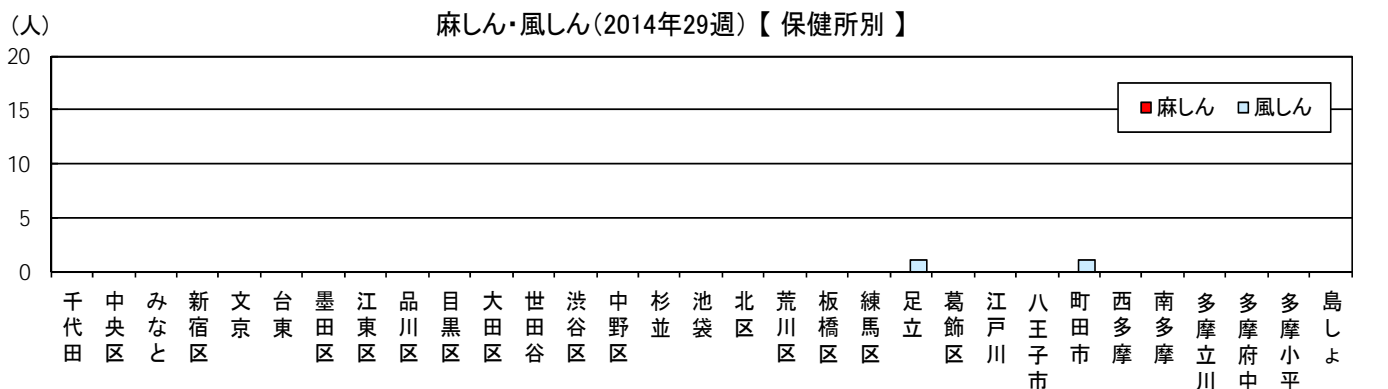 (人)
麻しん・風しん(2014年29週)【 保健所別 】
20
15
10
5
0
麻しん 風しん
千代田
中央区
みなと
新宿区
文京
台東
墨田区
江東区
品川区
目黒区
大田区
世田谷
渋谷区
中野区
杉並
池袋
北区
荒川区
板橋区
練馬区
足立
葛飾区
江戸川
八王子市
町田市
西多摩
南多摩
多摩立川
多摩府中
多摩小平
島しょ